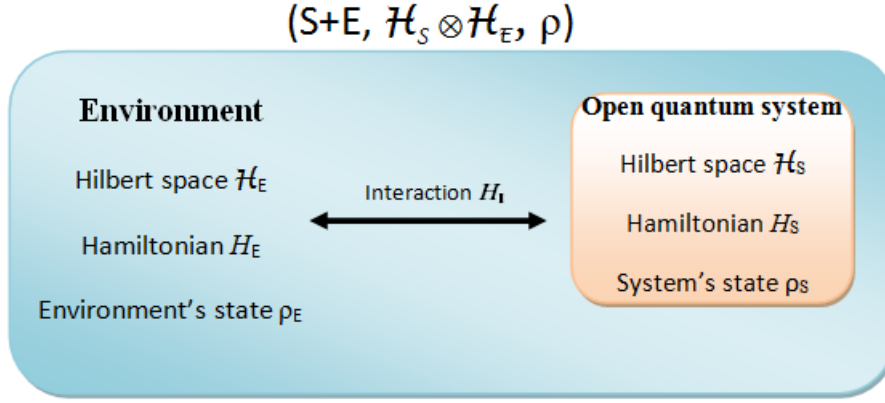 (S+E, ℋS⊗ℋE, ρ)
Environment
Hilbert space ℋE
Hamiltonian HE
Environment's state ρE
Interaction HI
Open quantum system
Hilbert space ℋS
Hamiltonian HS
System's state ρS